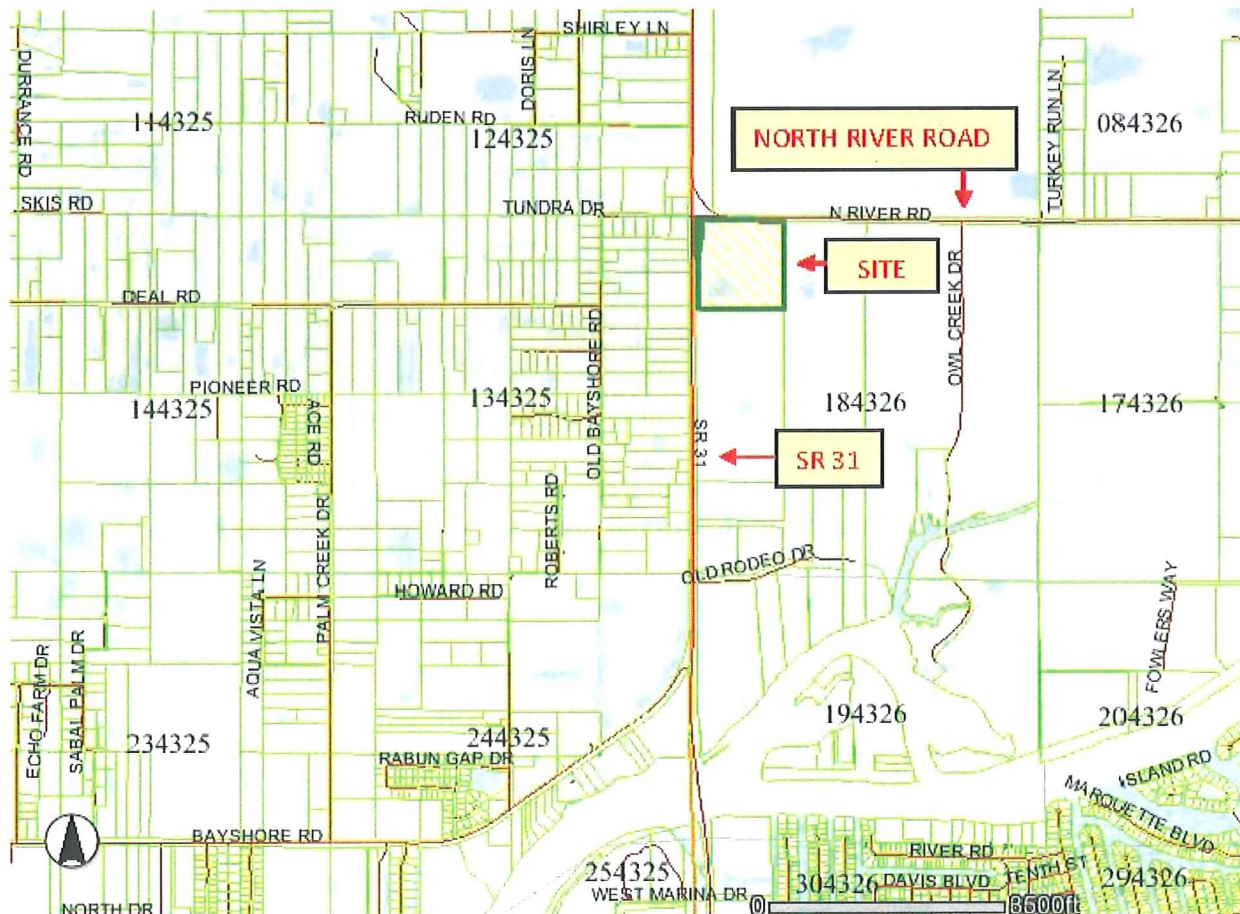 SHIRLEY LN
DURRANCE RD
DORIS LN
TURKEY RUN LN
114325
RUDEN RD
124325
084326
NORTH RIVER ROAD
SKIS RD
TUNDRA DR
N RIVER RD
SITE
OWL CREEK DR
DEAL RD
OLD BAYSHORE RD
PIONEER RD
144325
ACE RD
134325
184326
174326
SR 31
SR 31
PALM CREEK DR
ROBERTS RD
OLD RODEO DR
AQUA VISTA LN
HOWARD RD
FOWLERS WAY
ECHO FARM DR
SABAL PALM DR
234325
244325
194326
204326
RABUN GAP DR
ISLAND RD
MARQUETTE BLVD
BAYSHORE RD
RIVER RD
254325
304326
DAVIS BLVD
TENTH ST
294326
WEST MARINA DR
NORTH DR
0
3500ft